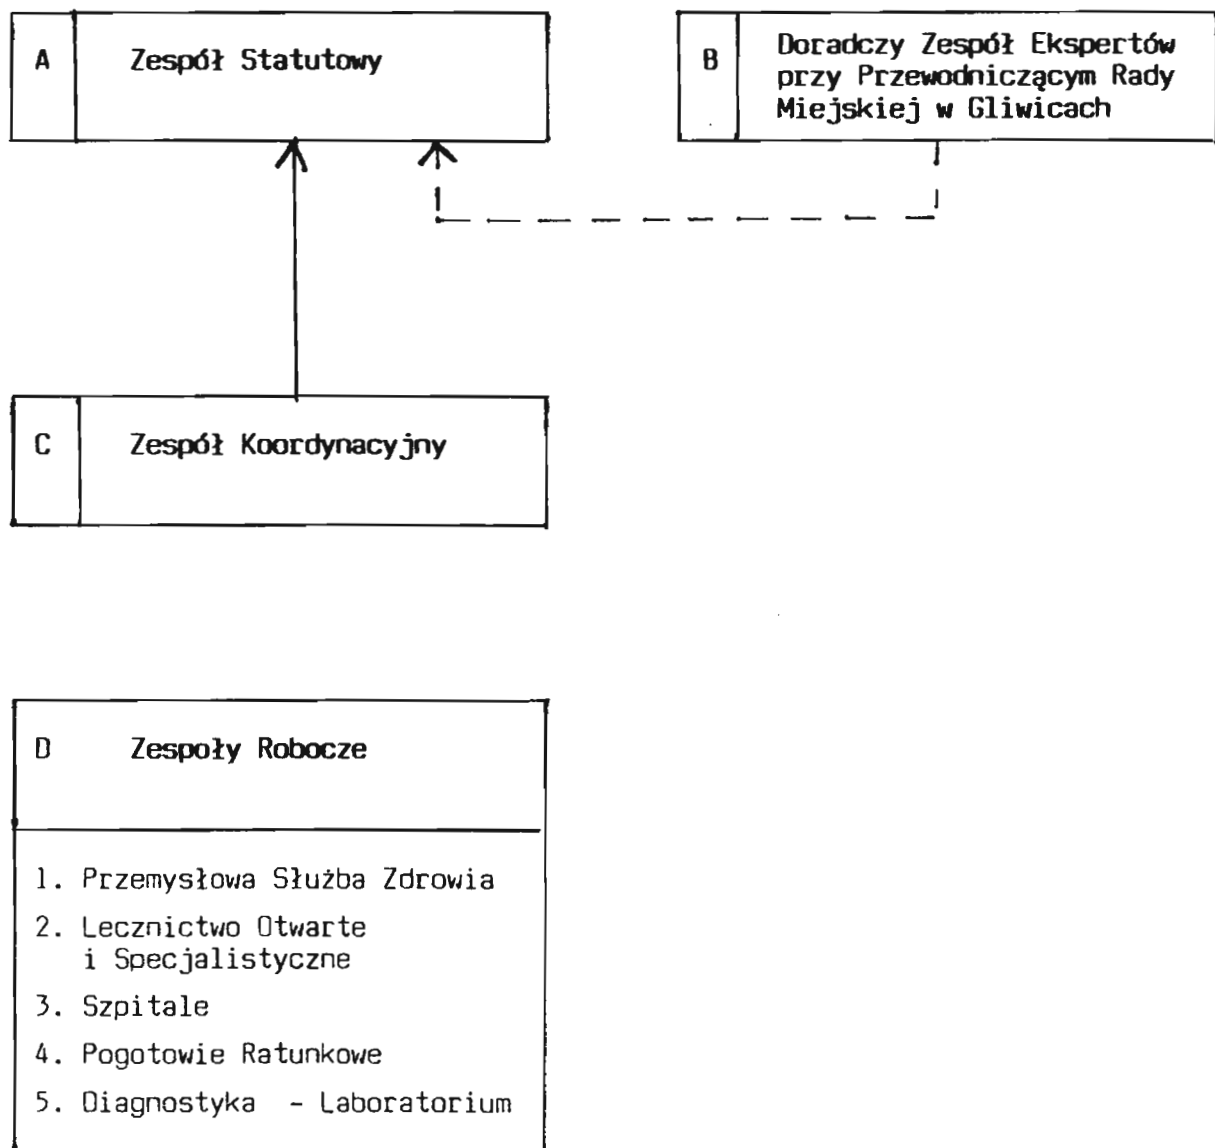 A Zespół Statutowy
B Doradczy Zespół Ekspertów
przy Przewodniczącym Rady
Miejskiej w Gliwicach
C Zespół Koordynacyjny
D Zespoły Robocze
1. Przemysłowa Służba Zdrowia
2. Lecznictwo Otwarte
i Specjalistyczne
3. Szpitale
4. Pogotowie Ratunkowe
5. Diagnostyka - Laboratorium